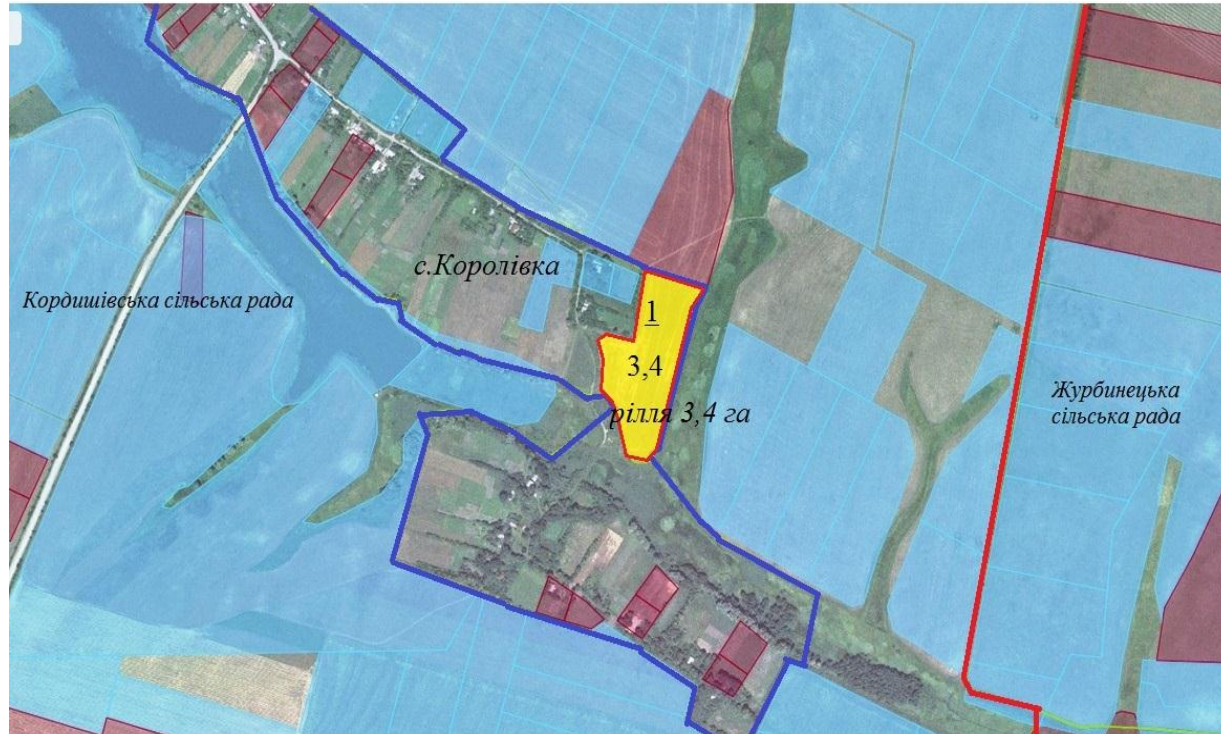 с.Королівка
Кордишівська сільська рада
1
3,4
рілля 3,4 га
Журбинецька
сільська рада